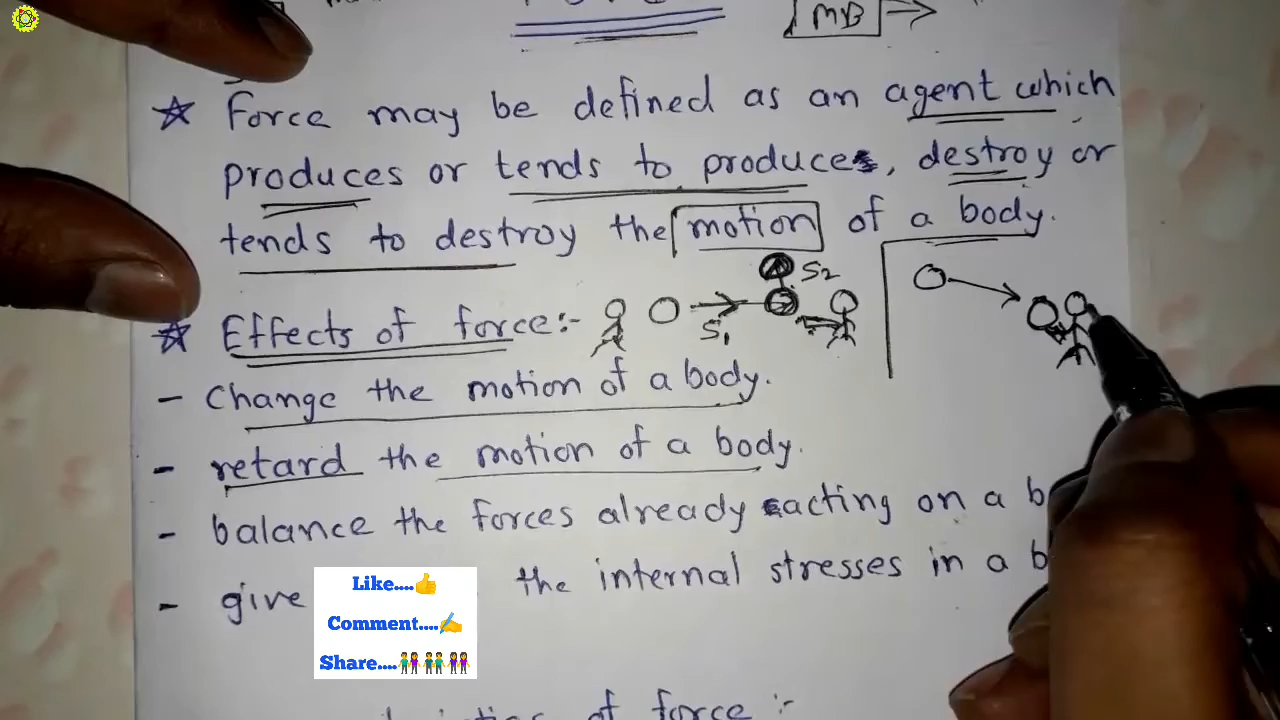 MB
☆ Force may be defined as an agent which
produces or tends to produces, destroy or
tends to destroy the motion of a body.
S2
☆ Effects of force:-
S1
- Change the motion of a body.
- retard the motion of a body.
- balance the forces already acting on a b
- give the internal stresses in a b
Like....👍
Comment....✍
Share....👫👫👭
of force :-